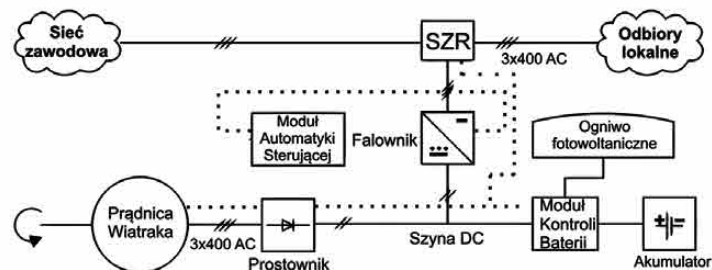 Sieć
zawodowa
SZR
3x400 AC
Odbiory
lokalne
Moduł
Automatyki
Sterującej
Falownik
Ogniwo
fotowoltaniczne
Prądnica
Wiatraka
3x400 AC
Prostownik
Szyna DC
Moduł
Kontroli
Baterii
Akumulator